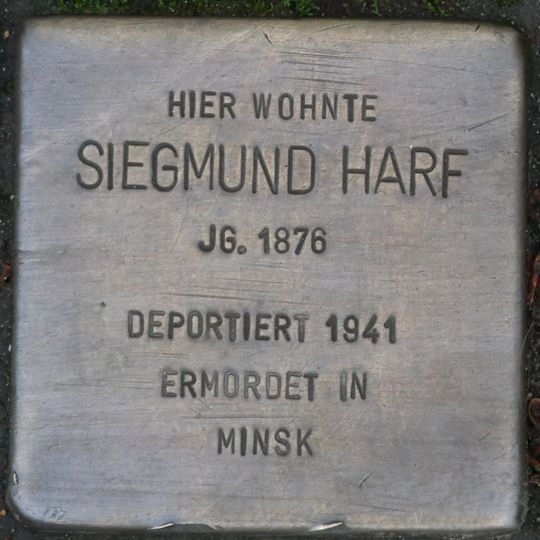 HIER WOHNTE
SIEGMUND HARF
JG. 1876
DEPORTIERT 1941
ERMORDET IN
MINSK